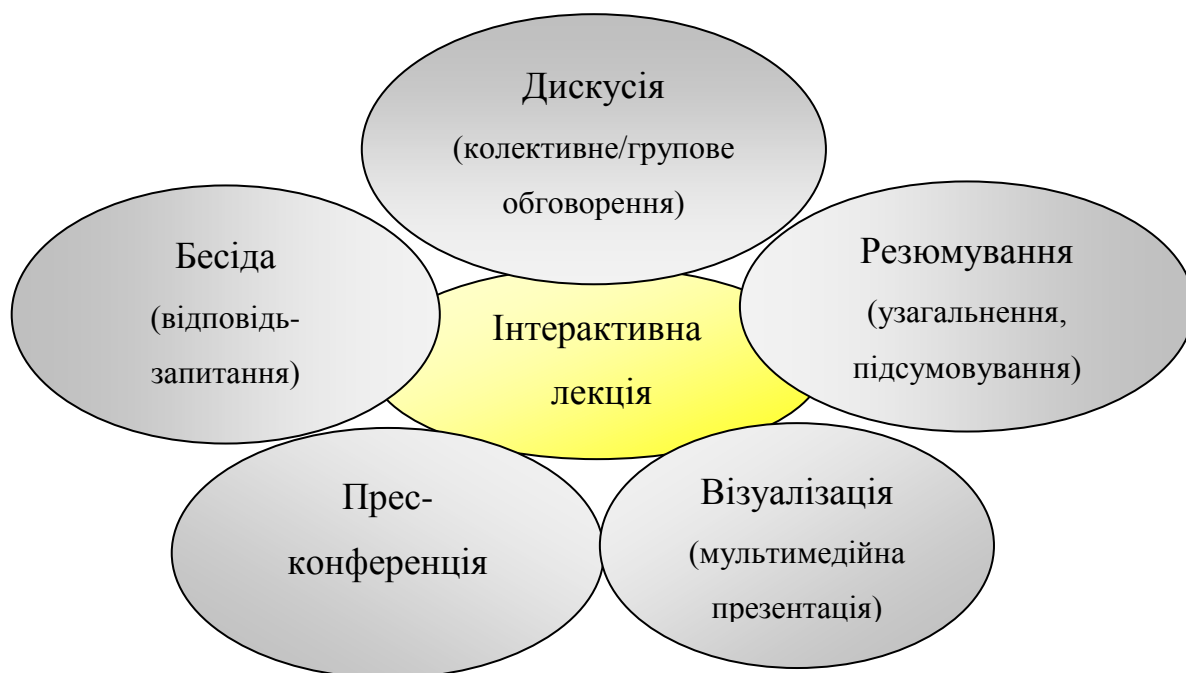 Дискусія
(колективне/групове
обговорення)
Бесіда
(відповідь-
запитання)
Інтерактивна
лекція
Резюмування
(узагальнення,
підсумовування)
Прес-
конференція
Візуалізація
(мультимедійна
презентація)